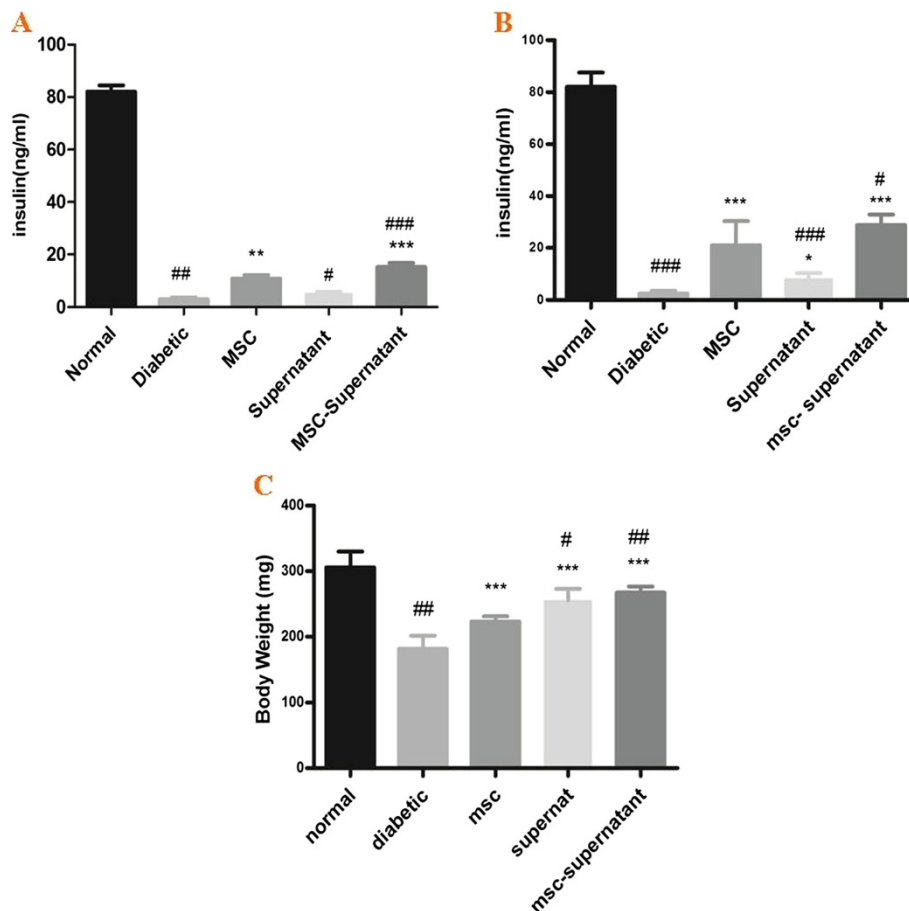 A
insulin(ng/ml)
100
80
60
40
20
0
##
**
#
###
***
Normal
Diabetic
MSC
Supernatant
MSC-Supernatant
B
insulin(ng/ml)
100
80
60
40
20
0
###
***
###
*
#
***
Normal
Diabetic
MSC
Supernatant
msc- supernatant
C
Body Weight (mg)
400
300
200
100
0
##
***
#
***
##
***
normal
diabetic
msc
supernat
msc-supernatant